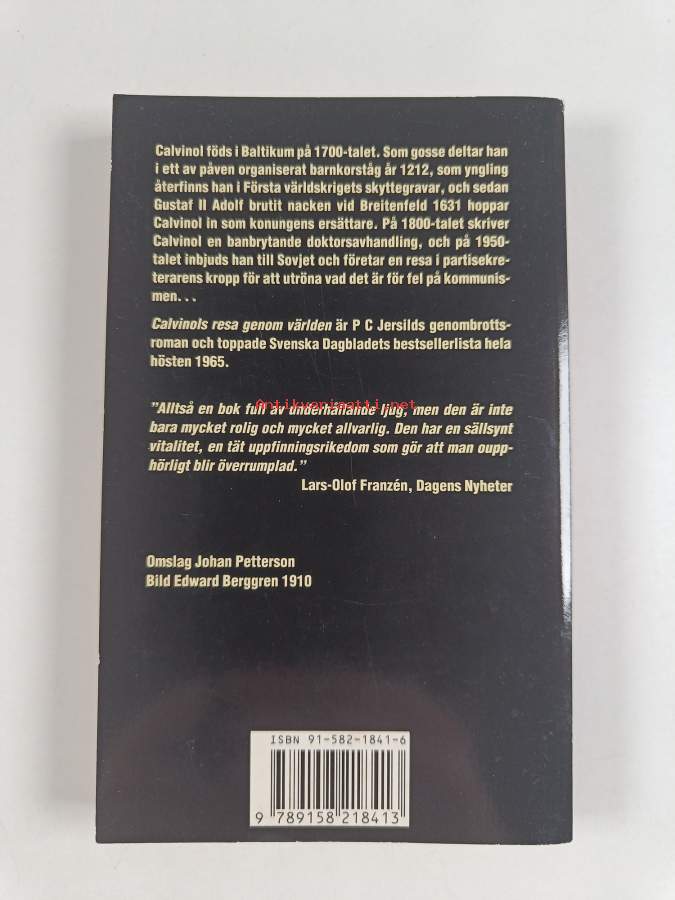 Calvinol föds i Baltikum på 1700-talet. Som gosse deltar han
i ett av påven organiserat barnkorståg år 1212, som yngling
återfinns han i Första världskrigets skyttegravar, och sedan
Gustaf II Adolf brutit nacken vid Breitenfeld 1631 hoppar
Calvinol in som konungens ersättare. På 1800-talet skriver
Calvinol en banbrytande doktorsavhandling, och på 1950-
talet inbjuds han till Sovjet och företar en resa i partisekre-
terarens kropp för att utröna vad det är för fel på kommunis-
men...
Calvinols resa genom världen är P C Jersilds genombrotts-
roman och toppade Svenska Dagbladets bestsellerlista hela
hösten 1965.
Antikvariaatti.net
"Alltså en bok full av underhållande ljug, men den är inte
bara mycket rolig och mycket allvarlig. Den har en sällsynt
vitalitet, en tät uppfinningsrikedom som gör att man oupp-
hörligt blir överrumplad."
Lars-Olof Franzén, Dagens Nyheter
Omslag Johan Petterson
Bild Edward Berggren 1910
ISBN 91-582-1841-6
9 789158 218413